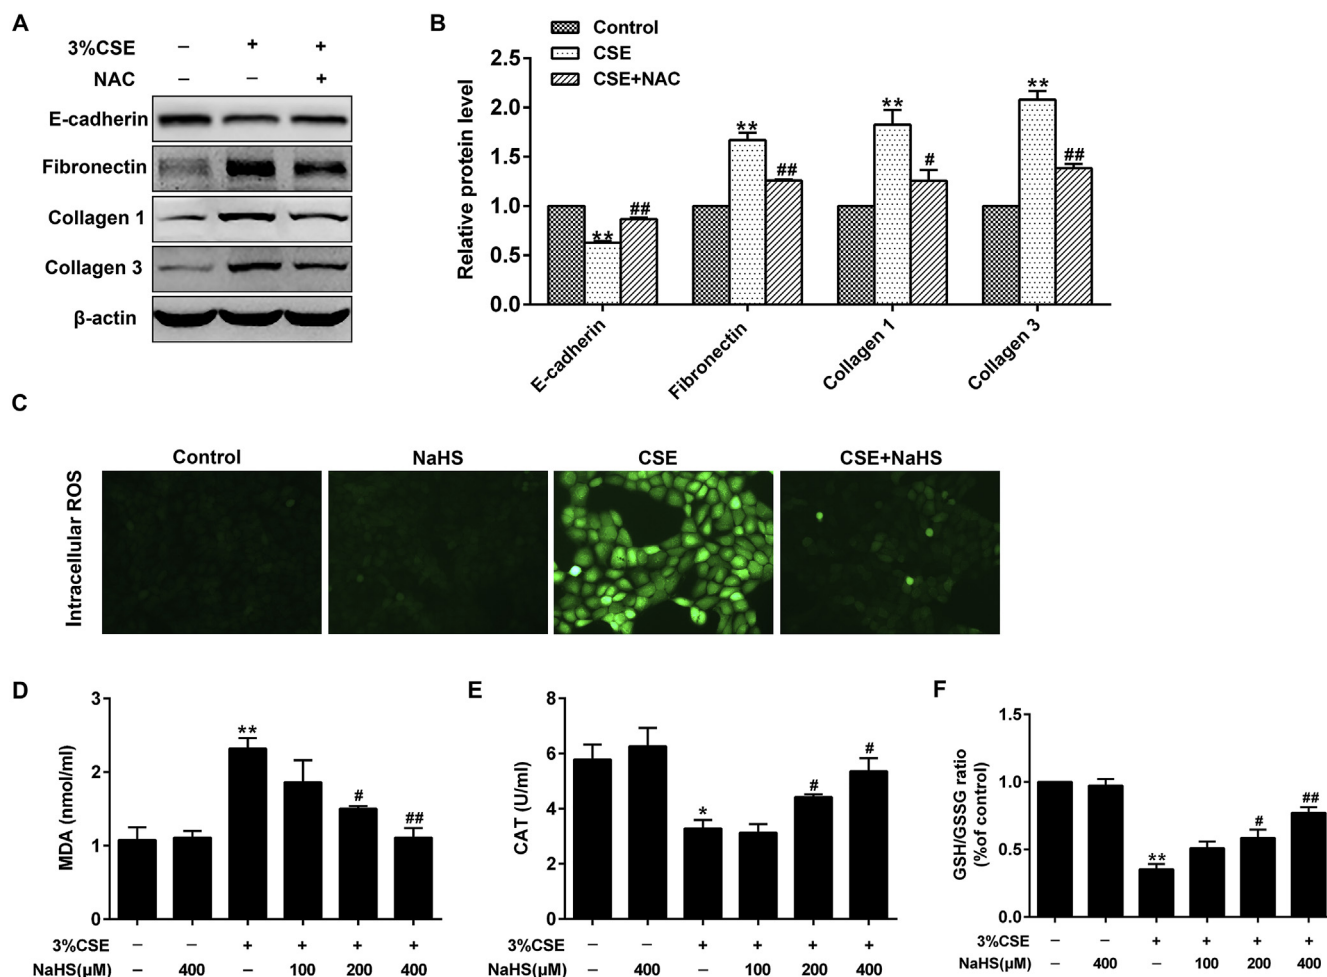 A
3%CSE − + +
NAC − − +
E-cadherin
Fibronectin
Collagen 1
Collagen 3
β-actin
B
Control
CSE
CSE+NAC
Relative protein level
2.5
2.0
1.5
1.0
0.5
0.0
** ##
** ##
** #
** ##
E-cadherin
Fibronectin
Collagen 1
Collagen 3
C
Control NaHS CSE CSE+NaHS
Intracellular ROS
D
MDA (nmol/ml)
3
2
1
0
** # ##
3%CSE − − + + + +
NaHS(μM) − 400 − 100 200 400
E
CAT (U/ml)
8
6
4
2
0
* # #
3%CSE − − + + + +
NaHS(μM) − 400 − 100 200 400
F
GSH/GSSG ratio
(%of control)
1.5
1.0
0.5
0.0
** # ##
3%CSE − − + + + +
NaHS(μM) − 400 − 100 200 400